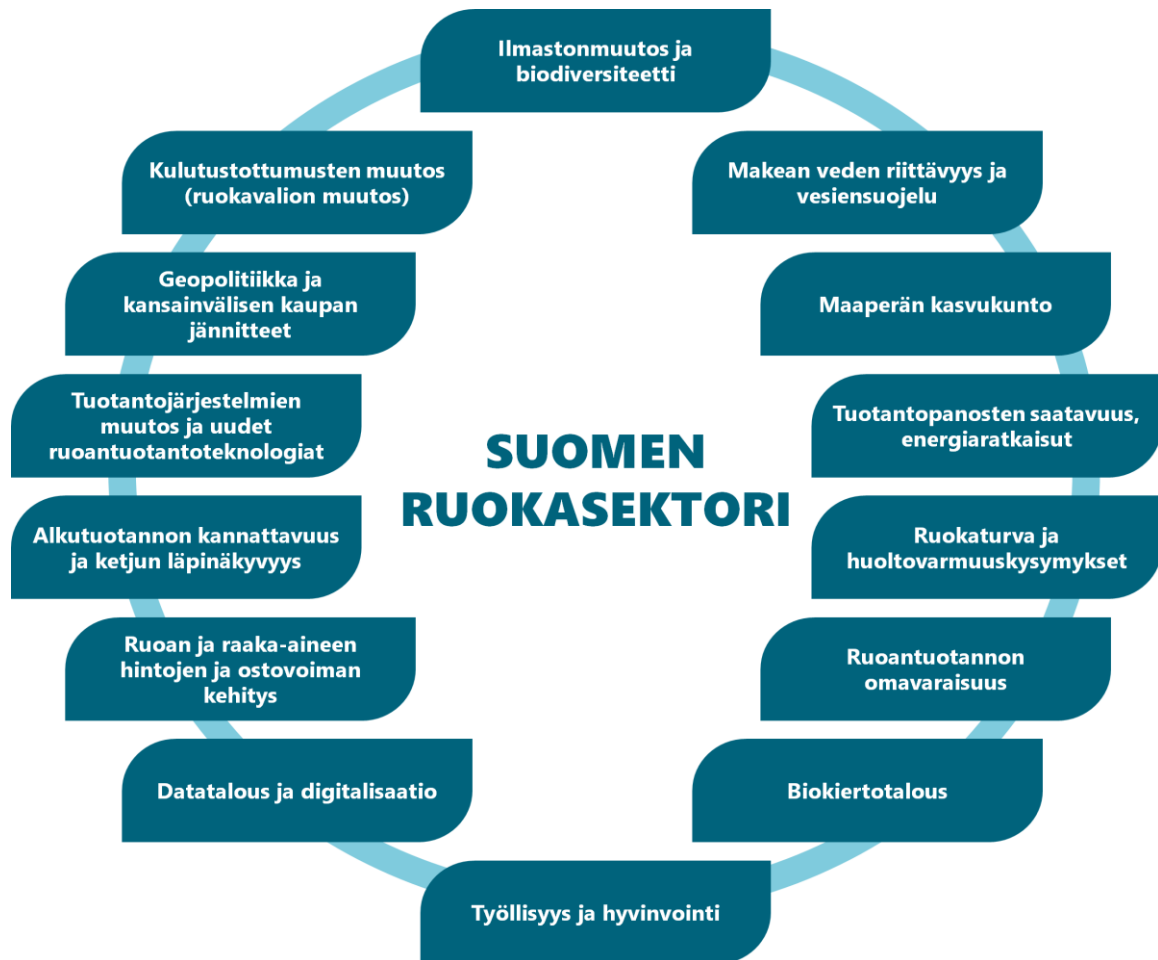 Ilmastonmuutos ja
biodiversiteetti
Makean veden riittävyys ja
vesiensuojelu
Maaperän kasvukunto
Tuotantopanosten saatavuus,
energiaratkaisut
Ruokaturva ja
huoltovarmuuskysymykset
Ruoantuotannon
omavaraisuus
Biokiertotalous
Työllisyys ja hyvinvointi
Datatalous ja digitalisaatio
Ruoan ja raaka-aineen
hintojen ja ostovoiman
kehitys
Alkutuotannon kannattavuus
ja ketjun läpinäkyvyys
Tuotantojärjestelmien
muutos ja uudet
ruoantuotantoteknologiat
Geopolitiikka ja
kansainvälisen kaupan
jännitteet
Kulutustottumusten muutos
(ruokavalion muutos)
SUOMEN
RUOKASEKTORI